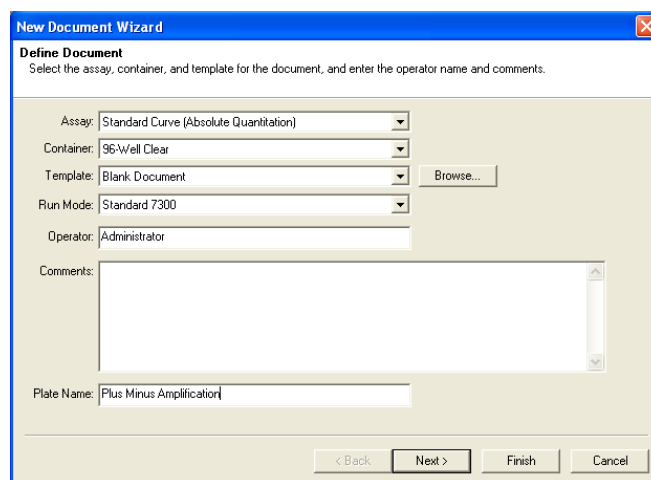 New Document Wizard
Define Document
Select the assay, container, and template for the document, and enter the operator name and comments.
Assay: Standard Curve (Absolute Quantitation)
Container: 96-Well Clear
Template: Blank Document Browse...
Run Mode: Standard 7300
Operator: Administrator
Comments:
Plate Name: Plus Minus Amplification
< Back Next > Finish Cancel